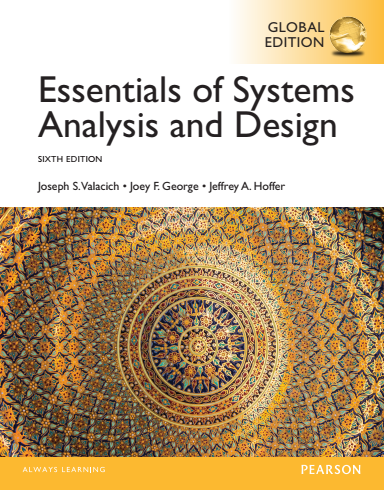 GLOBAL
EDITION
Essentials of Systems
Analysis and Design
SIXTH EDITION
Joseph S. Valacich • Joey F. George • Jeffrey A. Hoffer
ALWAYS LEARNING
PEARSON